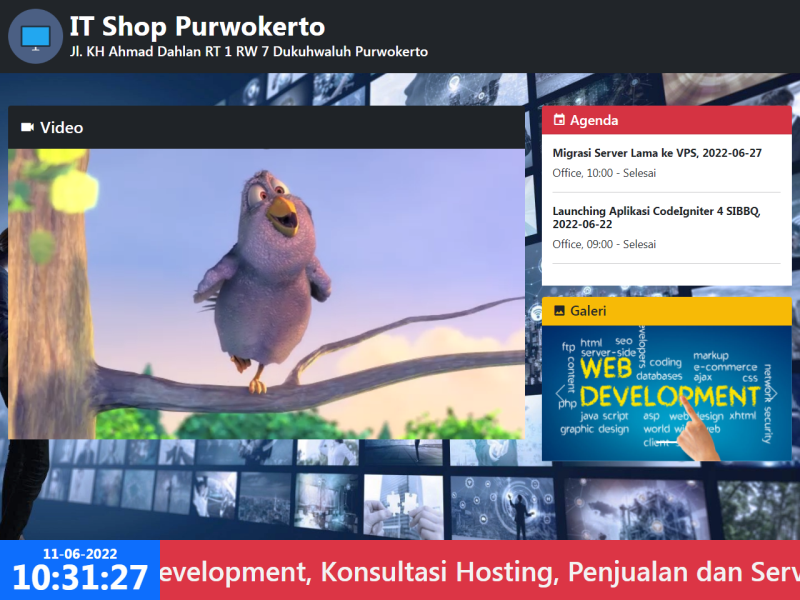 IT Shop Purwokerto
Jl. KH Ahmad Dahlan RT 1 RW 7 Dukuhwaluh Purwokerto
Video
Agenda
Migrasi Server Lama ke VPS, 2022-06-27
Office, 10:00 - Selesai
Launching Aplikasi CodeIgniter 4 SIBBQ,
2022-06-22
Office, 09:00 - Selesai
Galeri
ftp html seo
server-side
developers
content
WEB
coding
markup
e-commerce
databases ajax css
network security
php DEVELOPMENT
java script asp web design xhtml
graphic design world wide web
client
11-06-2022
10:31:27
evelopment, Konsultasi Hosting, Penjualan dan Serv